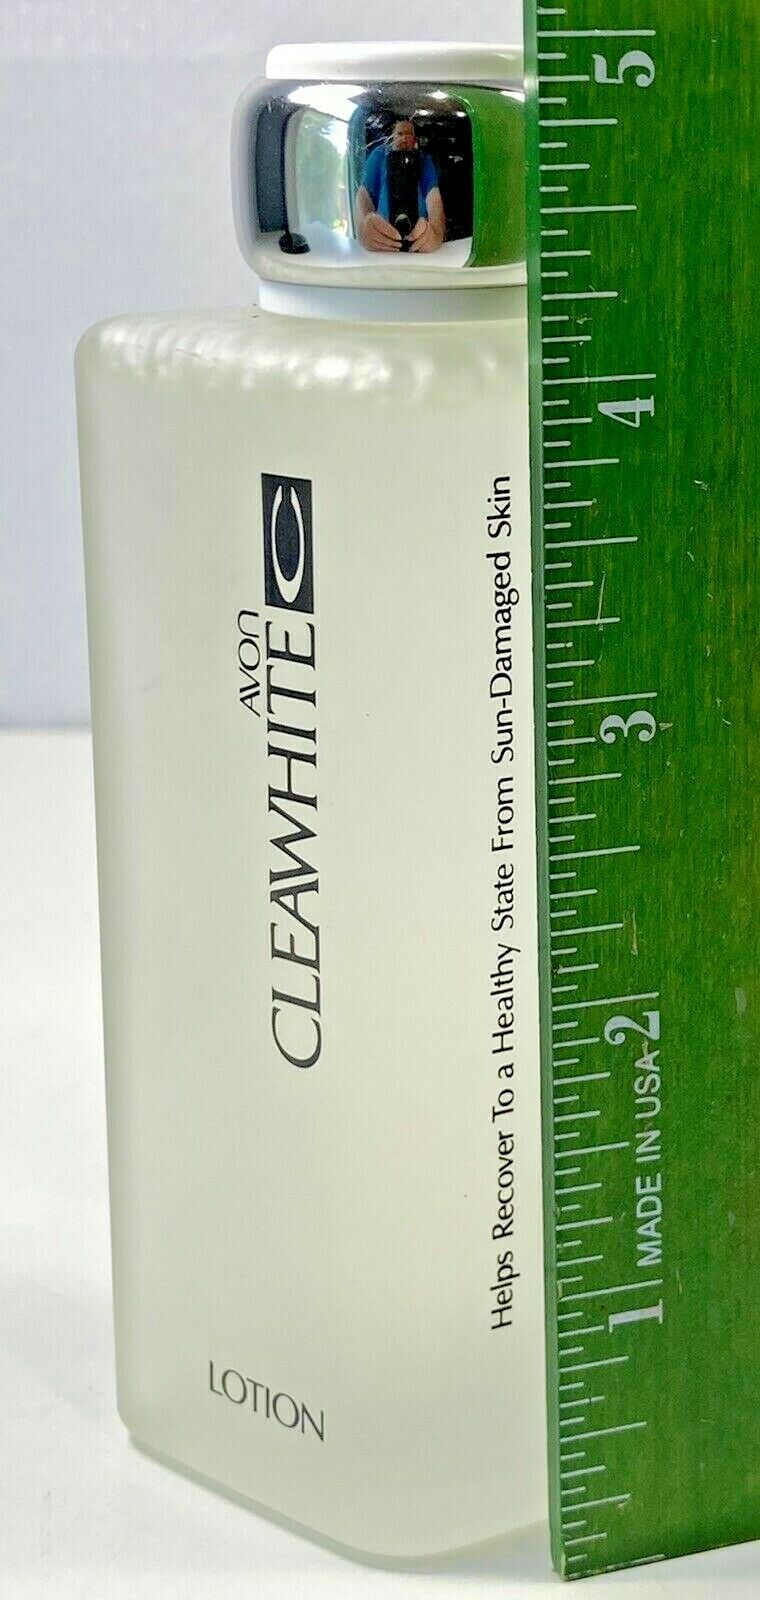 AVON
CLEAWHITE
Helps Recover To a Healthy State From Sun-Damaged Skin
LOTION
5
4
3
2
MADE IN USA
1